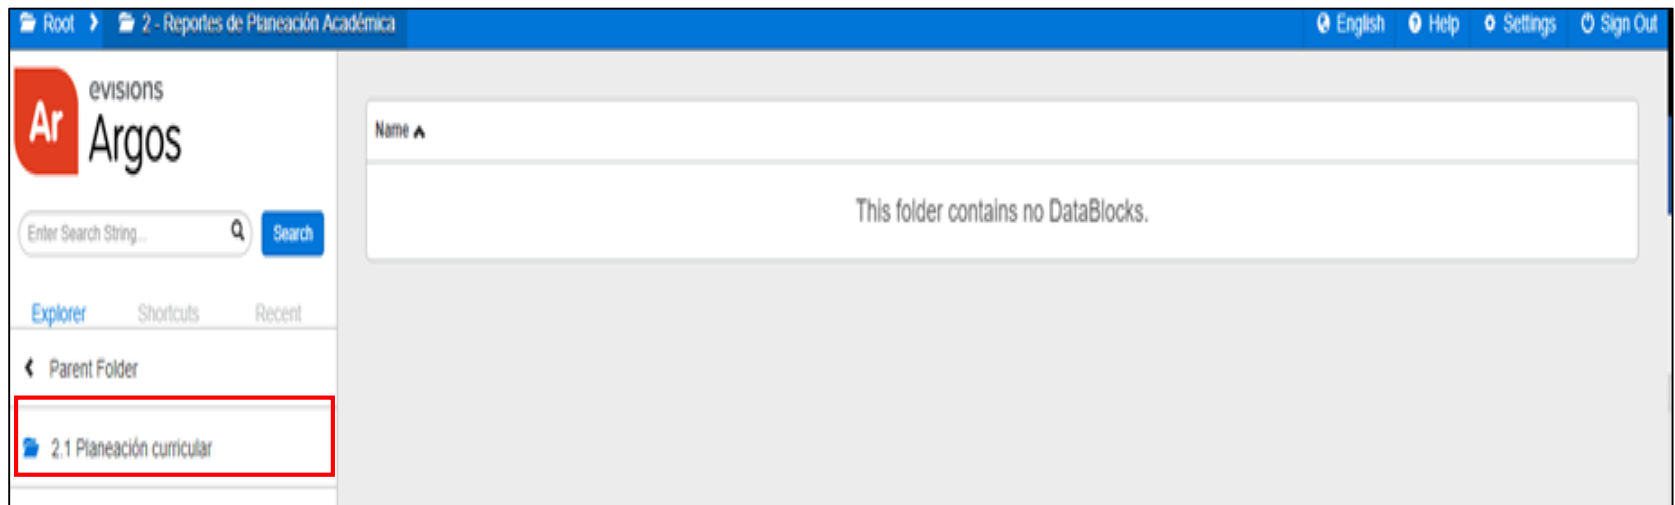 Root 2 - Reportes de Planeación Académica English Help Settings Sign Out
Ar evisions
Argos
Name
This folder contains no DataBlocks.
Enter Search String... Search
Explorer Shortcuts Recent
Parent Folder
2.1 Planeación curricular